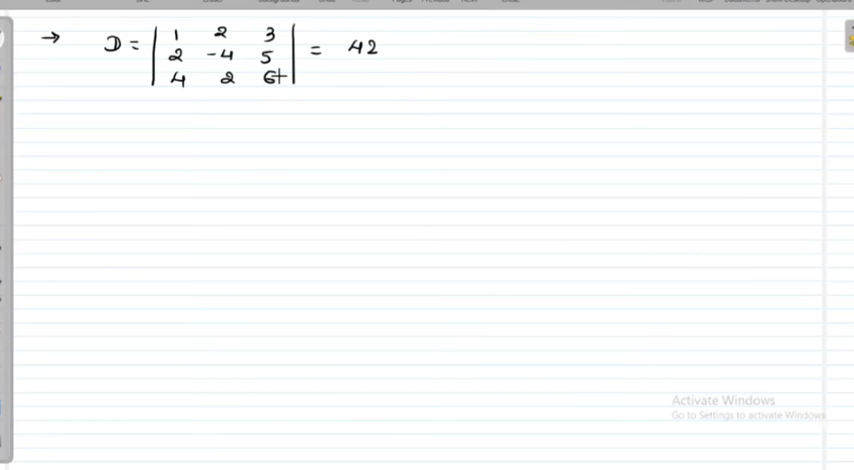 → D = | 1 2 3 |
| 2 -4 5 | = 42
| 4 2 6 |
Activate Windows
Go to Settings to activate Windows.